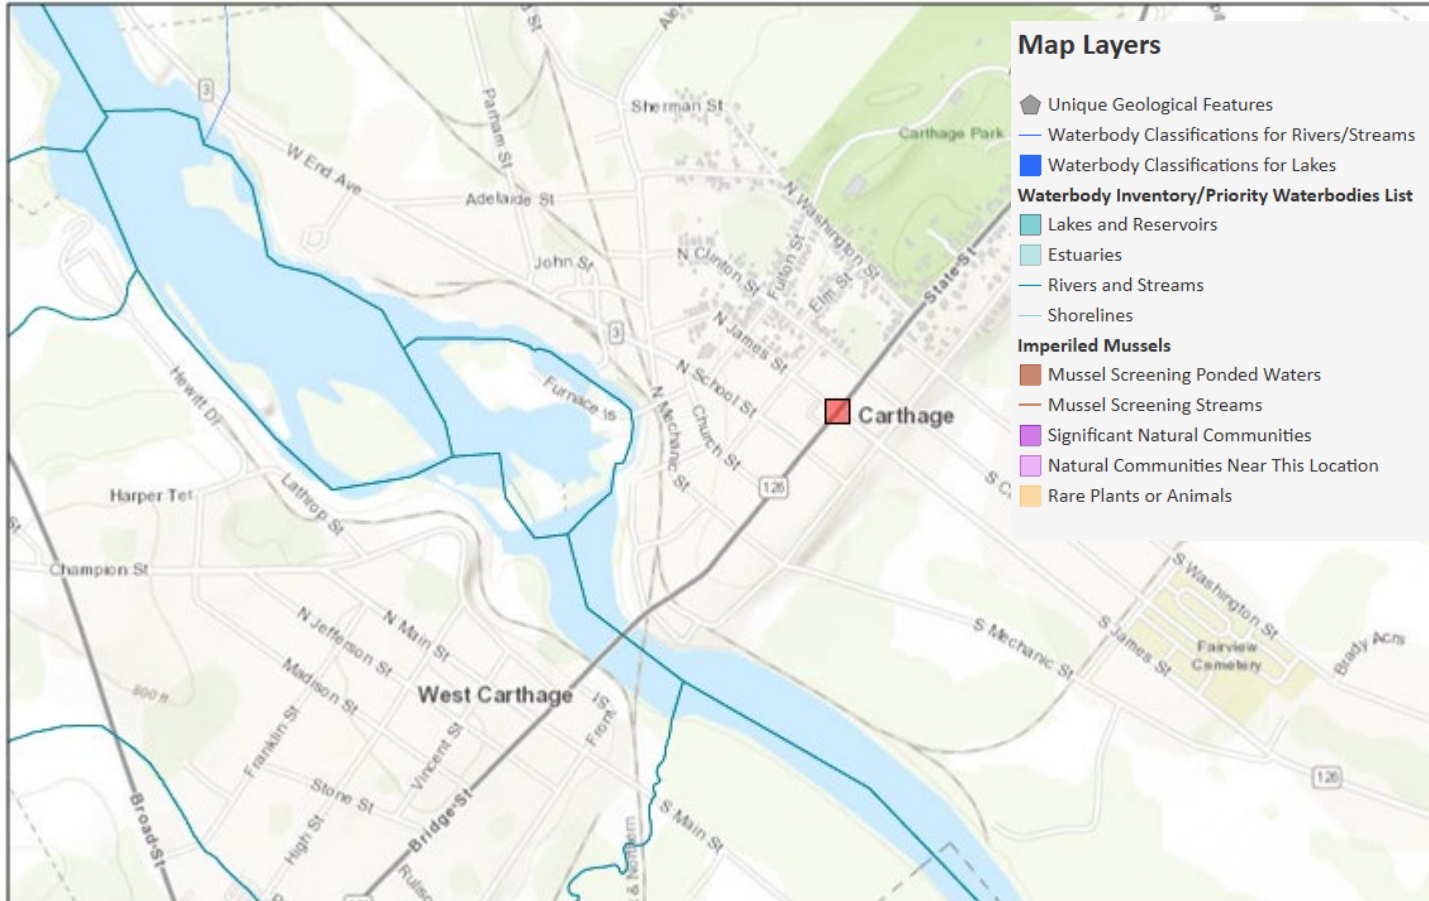 Map Layers
Unique Geological Features
Waterbody Classifications for Rivers/Streams
Waterbody Classifications for Lakes
Waterbody Inventory/Priority Waterbodies List
Lakes and Reservoirs
Estuaries
Rivers and Streams
Shorelines
Imperiled Mussels
Mussel Screening Ponded Waters
Mussel Screening Streams
Significant Natural Communities
Natural Communities Near This Location
Rare Plants or Animals
3
Parham St
Sherman St
Carthage Park
W End Ave
Adelaide St
N Washington St
John St
N Clinton St
Fulton St
Elm St
State St
3
N James St
Hewitt Dr
Furnace Is
N School St
N Mechanic St
Church St
Carthage
126
Harper Ter
Lathrop St
Champion St
S Washington St
N Jefferson St
N Main St
S Mechanic St
S James St
Fairview
Cemetery
Brady Acrs
Madison St
600 ft
West Carthage
Front St
Franklin St
Vincent St
Stone St
Broad St
High St
Bridge St
S Main St
126
& Northern